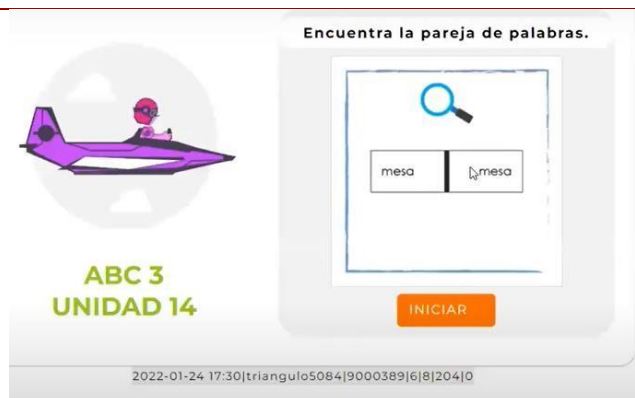 Encuentra la pareja de palabras.
mesa mesa
ABC 3
UNIDAD 14
INICIAR
2022-01-24 17:30|triangulo5084|9000389|6|8|204|0